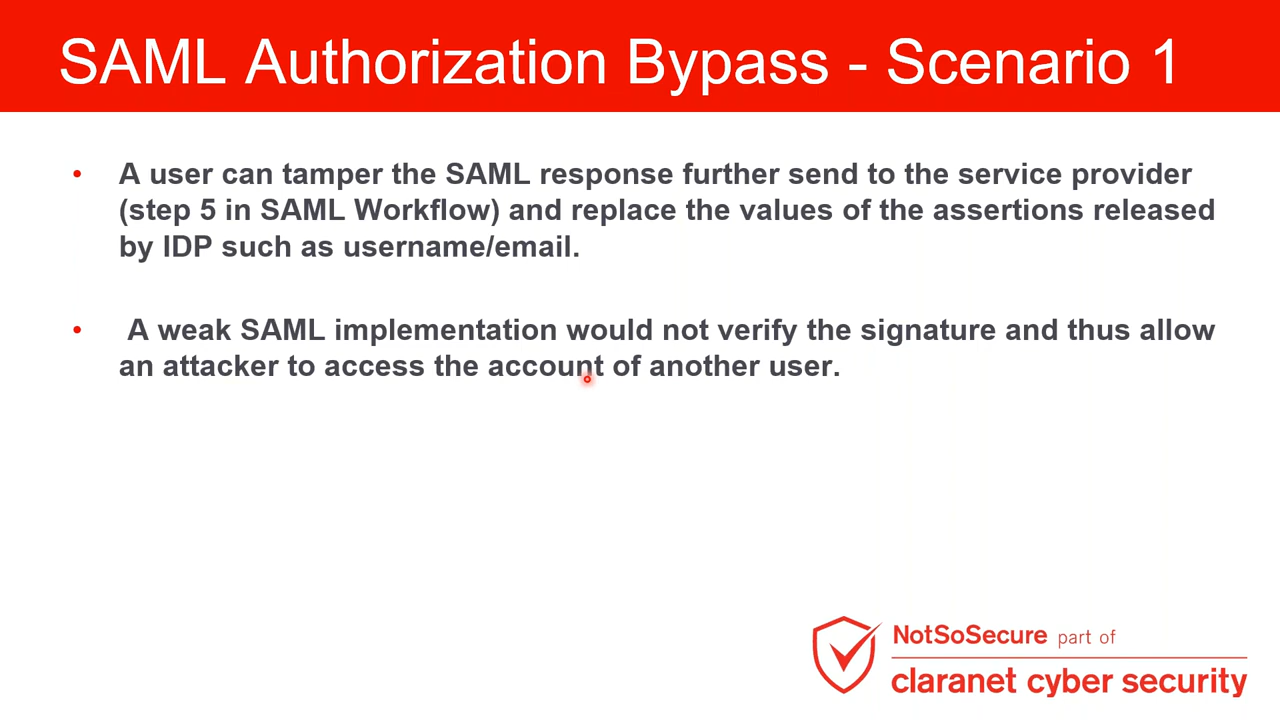 SAML Authorization Bypass - Scenario 1
• A user can tamper the SAML response further send to the service provider
(step 5 in SAML Workflow) and replace the values of the assertions released
by IDP such as username/email.
• A weak SAML implementation would not verify the signature and thus allow
an attacker to access the account of another user.
NotSoSecure part of
claranet cyber security